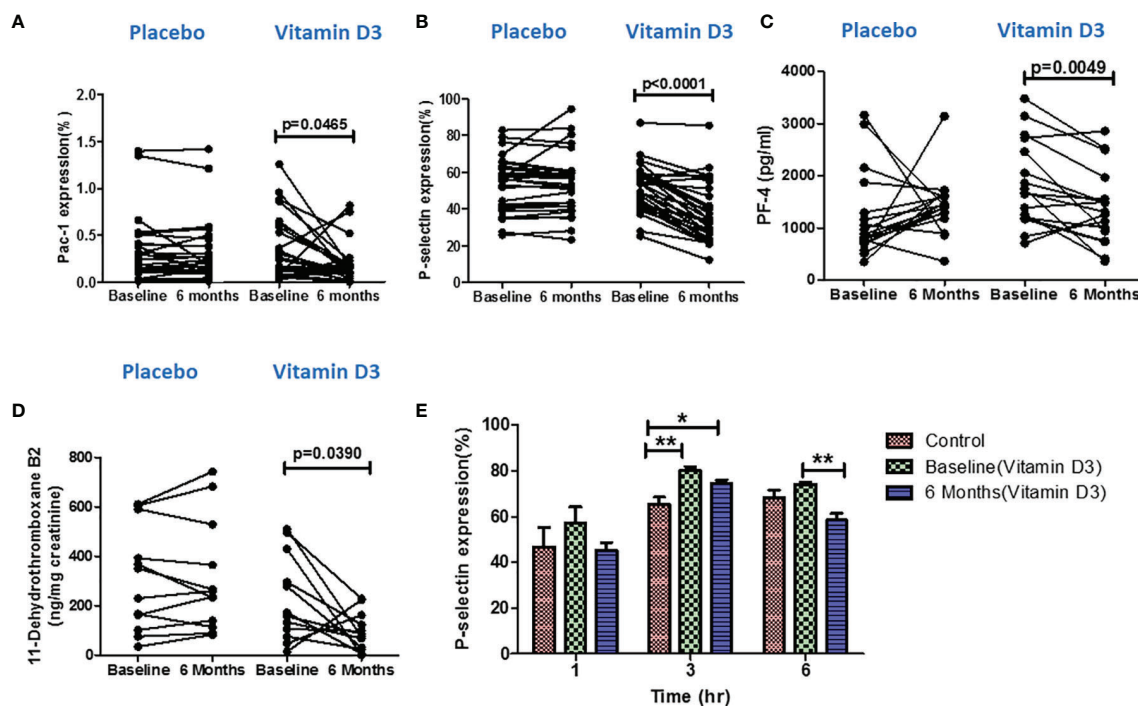 A
Placebo
Vitamin D3
Pac-1 expression(%)
2.0
1.5
1.0
0.5
0.0
p=0.0465
Baseline 6 months
Baseline 6 months
B
Placebo
Vitamin D3
P-selectin expression(%)
100
80
60
40
20
0
p<0.0001
Baseline 6 months
Baseline 6 months
C
Placebo
Vitamin D3
PF-4 (pg/ml)
4000
3000
2000
1000
0
p=0.0049
Baseline 6 Months
Baseline 6 Months
D
Placebo
Vitamin D3
11-Dehydrothromboxane B2
(ng/mg creatinine)
800
600
400
200
0
p=0.0390
Baseline 6 Months
Baseline 6 Months
E
P-selectin expression(%)
100
80
60
40
20
0
**
*
**
1 3 6
Time (hr)
Control
Baseline(Vitamin D3)
6 Months(Vitamin D3)